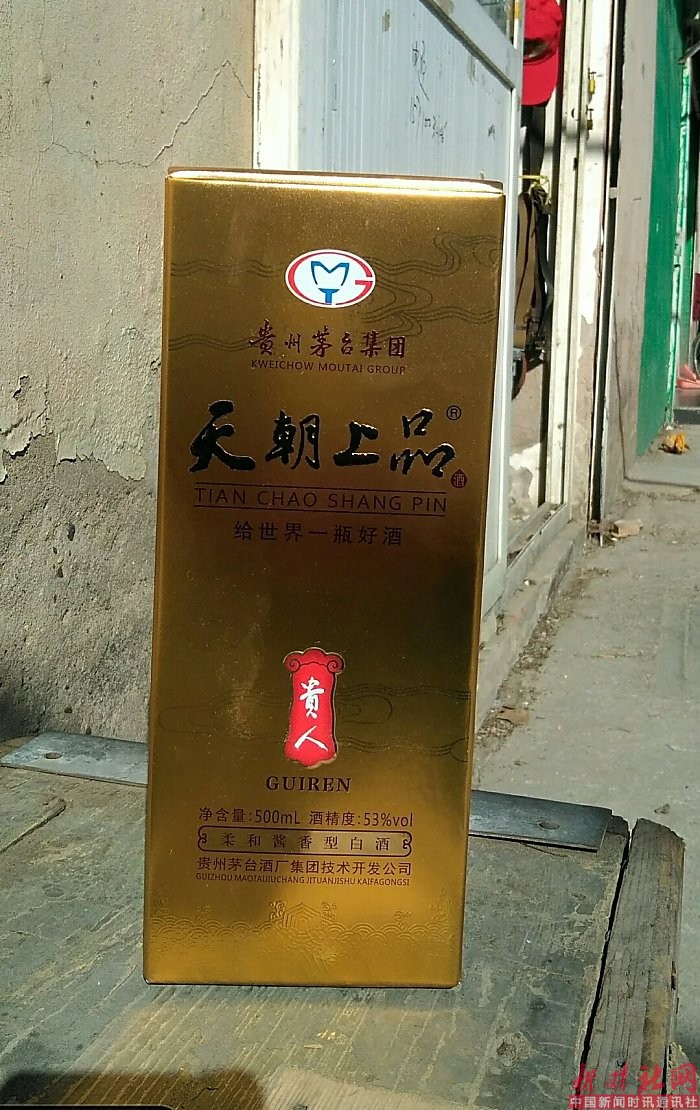 贵州茅台集团
KWEICHOW MOUTAI GROUP
天朝上品®
酒
TIAN CHAO SHANG PIN
给世界一瓶好酒
貴人
GUIREN
净含量:500mL 酒精度:53%vol
柔和酱香型白酒
贵州茅台酒厂集团技术开发公司
GUIZHOU MAOTAIJIUCHANG JITUANJISHU KAIFAGONGSI
中国新闻时讯通讯社